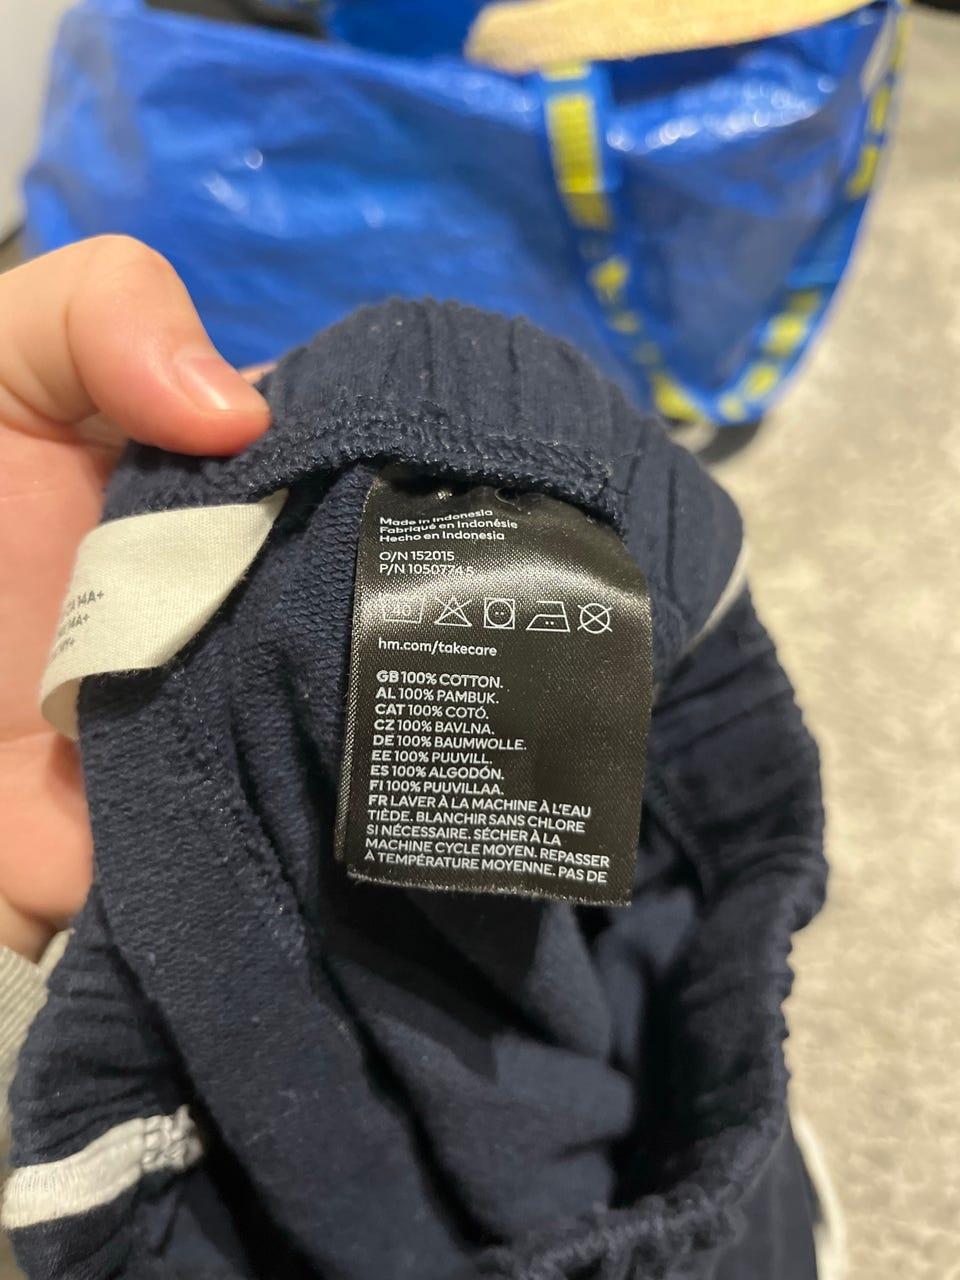 Made in Indonesia
Fabriqué en Indonésie
Hecho en Indonesia
O/N 152015
P/N 1050774
40
hm.com/takecare
GB 100% COTTON.
AL 100% PAMBUK.
CAT 100% COTÓ.
CZ 100% BAVLNA.
DE 100% BAUMWOLLE.
EE 100% PUUVILL.
ES 100% ALGODÓN.
FI 100% PUUVILLAA.
FR LAVER À LA MACHINE À L'EAU
TIÈDE. BLANCHIR SANS CHLORE
SI NÉCESSAIRE. SÉCHER À LA
MACHINE CYCLE MOYEN. REPASSER
À TEMPÉRATURE MOYENNE. PAS DE
14A+